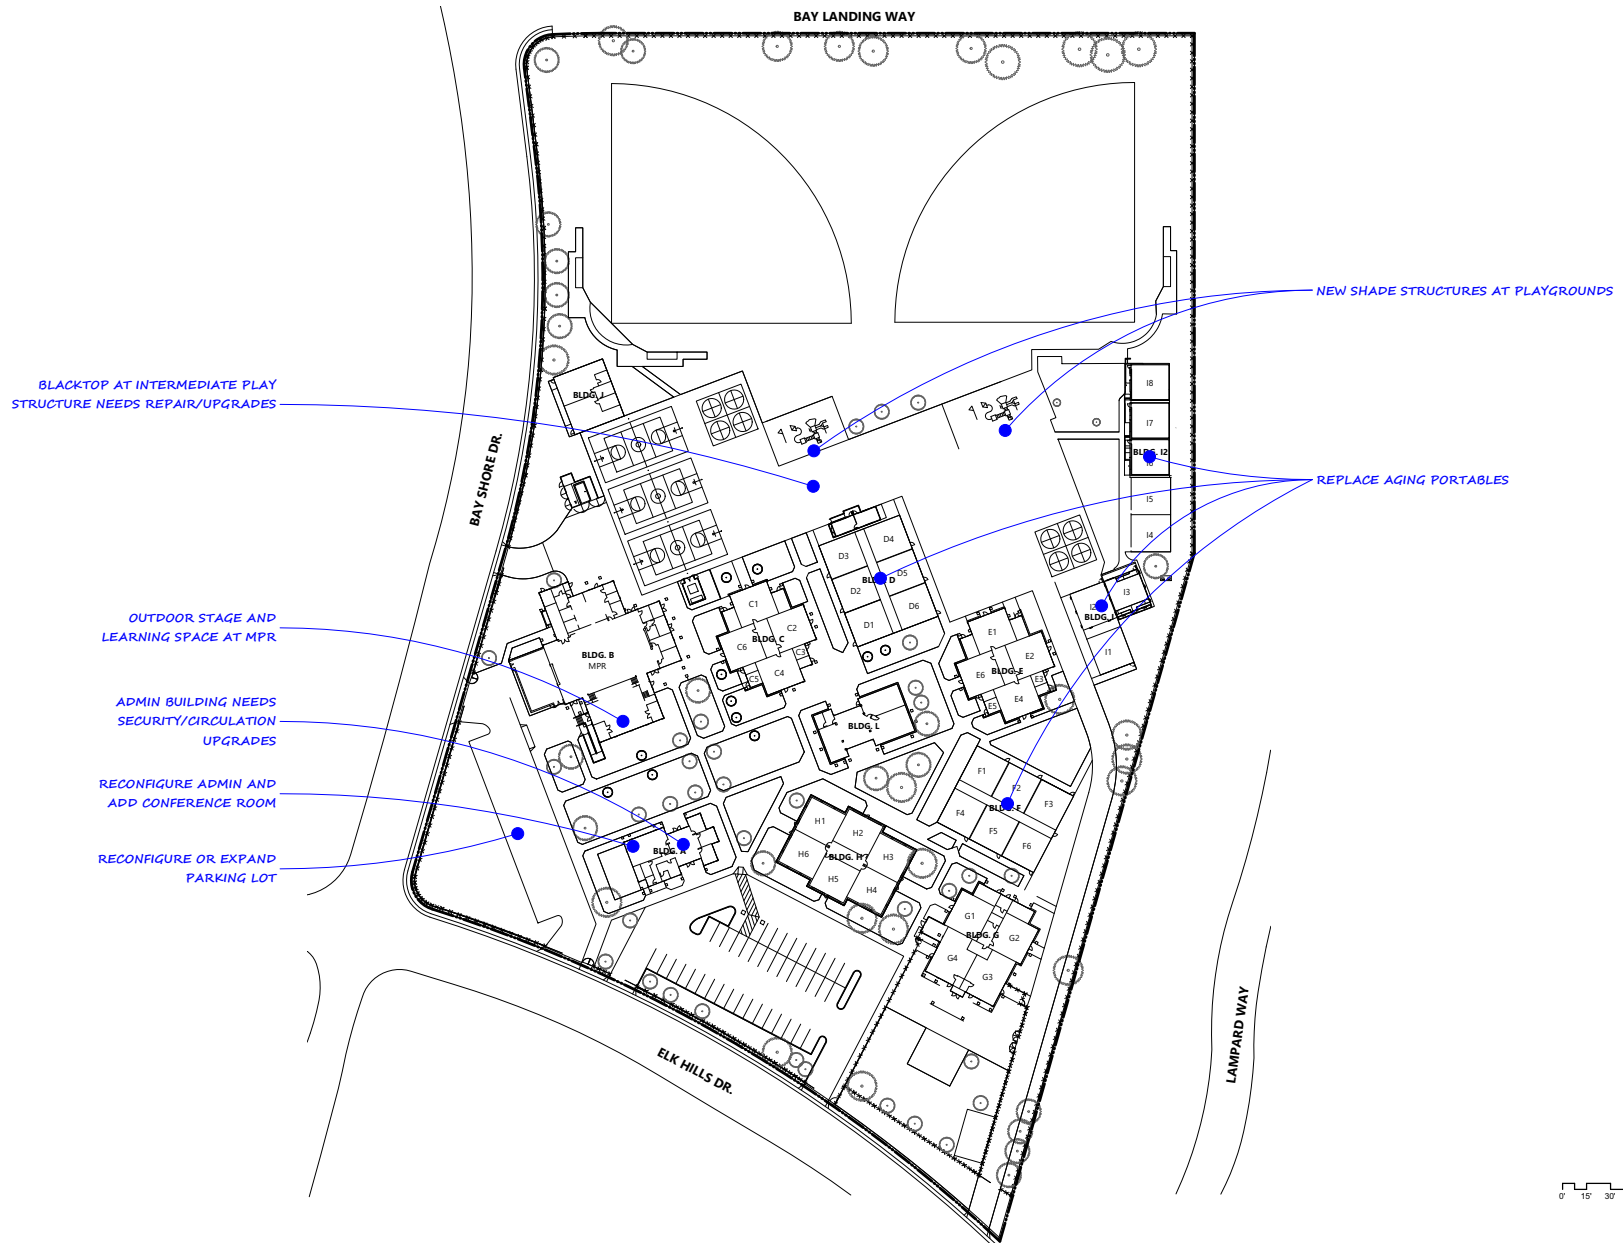 BAY LANDING WAY
NEW SHADE STRUCTURES AT PLAYGROUNDS
BLACKTOP AT INTERMEDIATE PLAY
STRUCTURE NEEDS REPAIR/UPGRADES
BLDG. J
I8
I7
BLDG. I2
I6
REPLACE AGING PORTABLES
I5
I4
BAY SHORE DR.
D4
D3
D5
BLDG. D
D2
D6
D1
I3
I2
BLDG. I
I1
C1
C2
BLDG. C
C6
C3
C4
C5
E1
E2
BLDG. E
E6
E3
E4
E5
OUTDOOR STAGE AND
LEARNING SPACE AT MPR
BLDG. B
MPR
ADMIN BUILDING NEEDS
SECURITY/CIRCULATION
UPGRADES
BLDG. L
RECONFIGURE ADMIN AND
ADD CONFERENCE ROOM
F1
F2
F3
BLDG. F
F4
F5
F6
H1
H2
H3
BLDG. H
H6
H5
H4
BLDG. A
RECONFIGURE OR EXPAND
PARKING LOT
G1
BLDG. G
G2
G4
G3
ELK HILLS DR.
LAMPARD WAY
0' 15' 30'